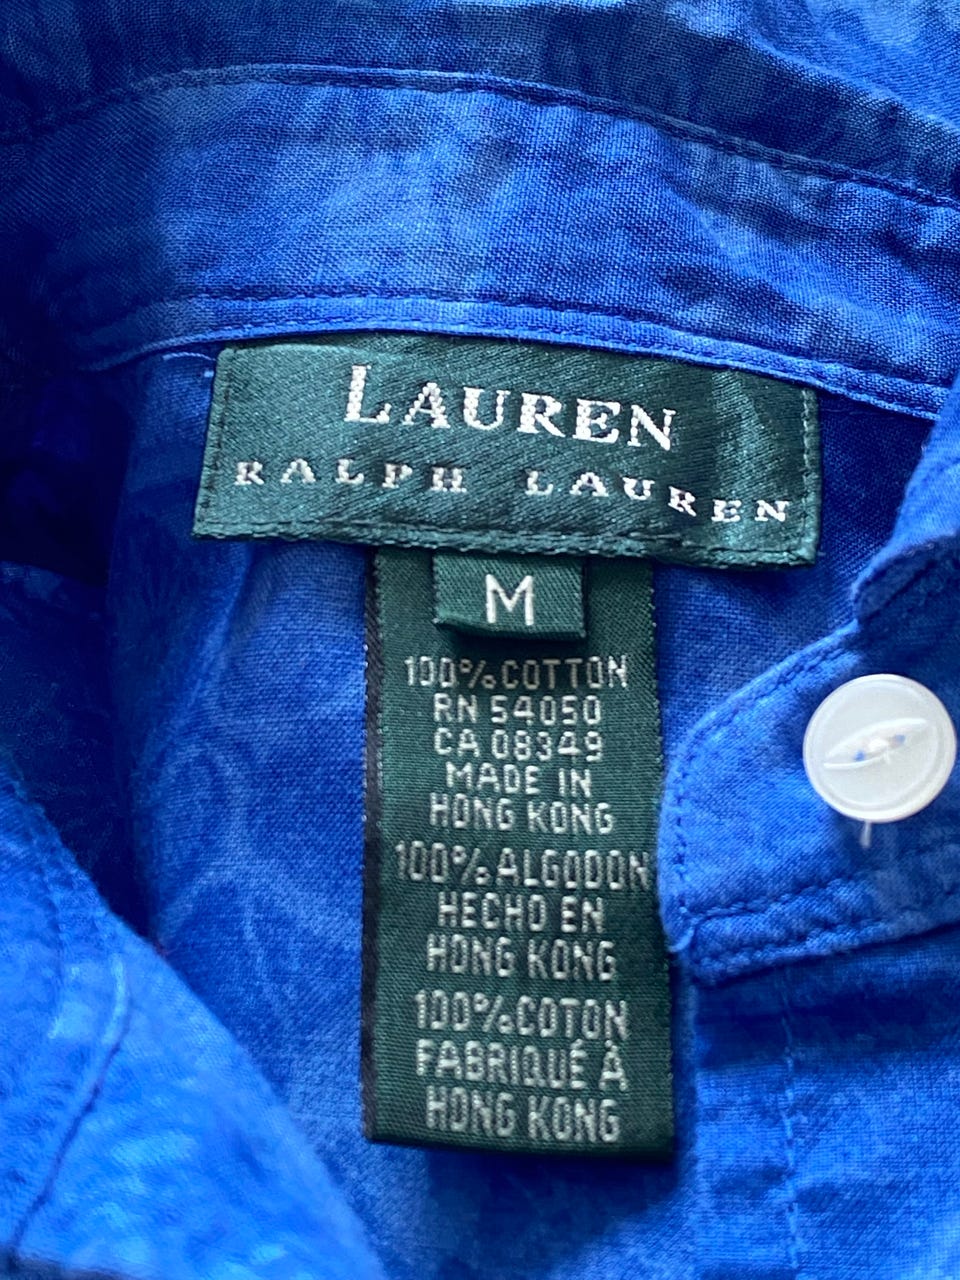 LAUREN
RALPH LAUREN
M
100% COTTON
RN 54050
CA 08349
MADE IN
HONG KONG
100% ALGODON
HECHO EN
HONG KONG
100% COTON
FABRIQUÉ À
HONG KONG